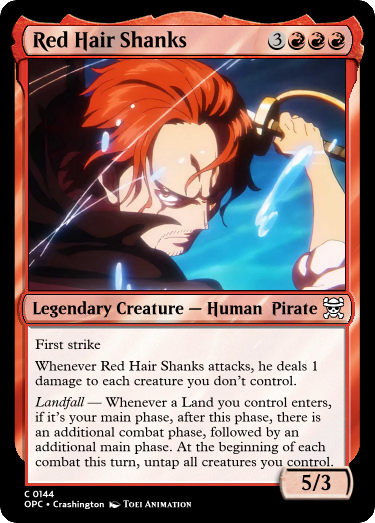 Red Hair Shanks 3
Legendary Creature — Human Pirate
First strike
Whenever Red Hair Shanks attacks, he deals 1
damage to each creature you don't control.
Landfall — Whenever a Land you control enters,
if it's your main phase, after this phase, there is
an additional combat phase, followed by an
additional main phase. At the beginning of each
combat this turn, untap all creatures you control.
5/3
C 0144
OPC • Crashington Toei Animation